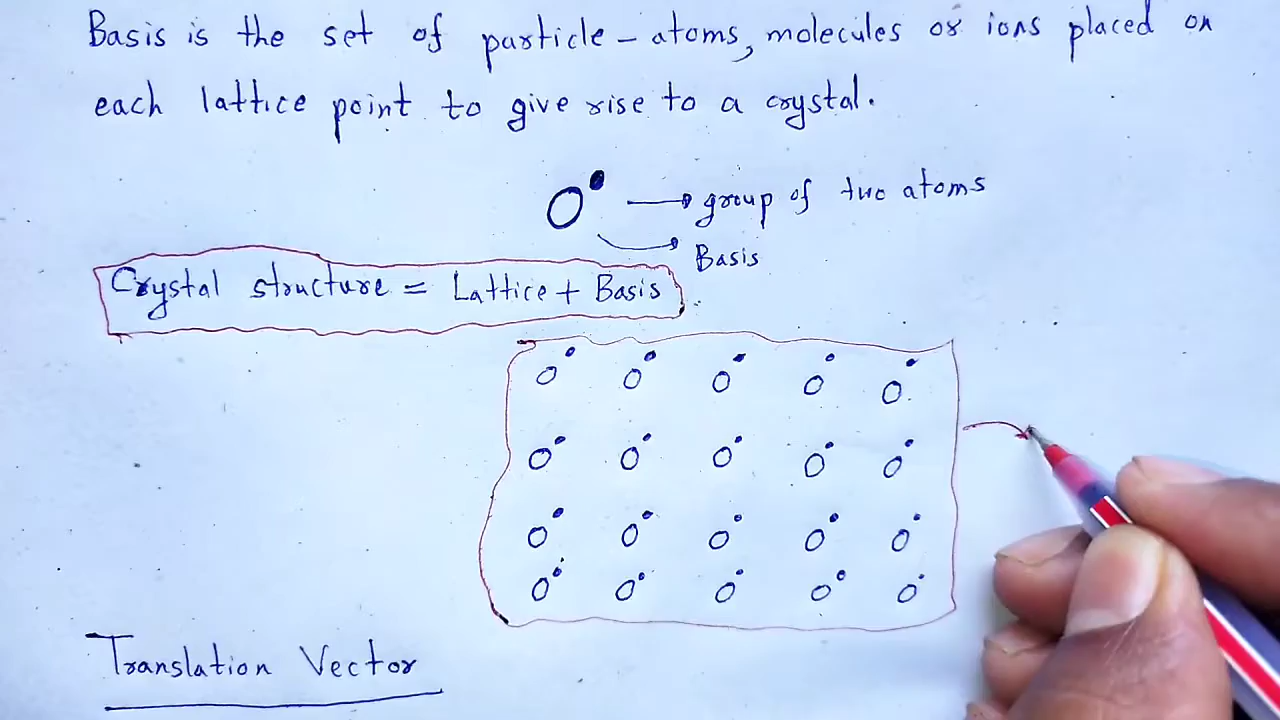 Basis is the set of particle - atoms, molecules or ions placed on
each lattice point to give rise to a crystal.
→ group of two atoms
→ Basis
Crystal structure = Lattice + Basis
Translation Vector